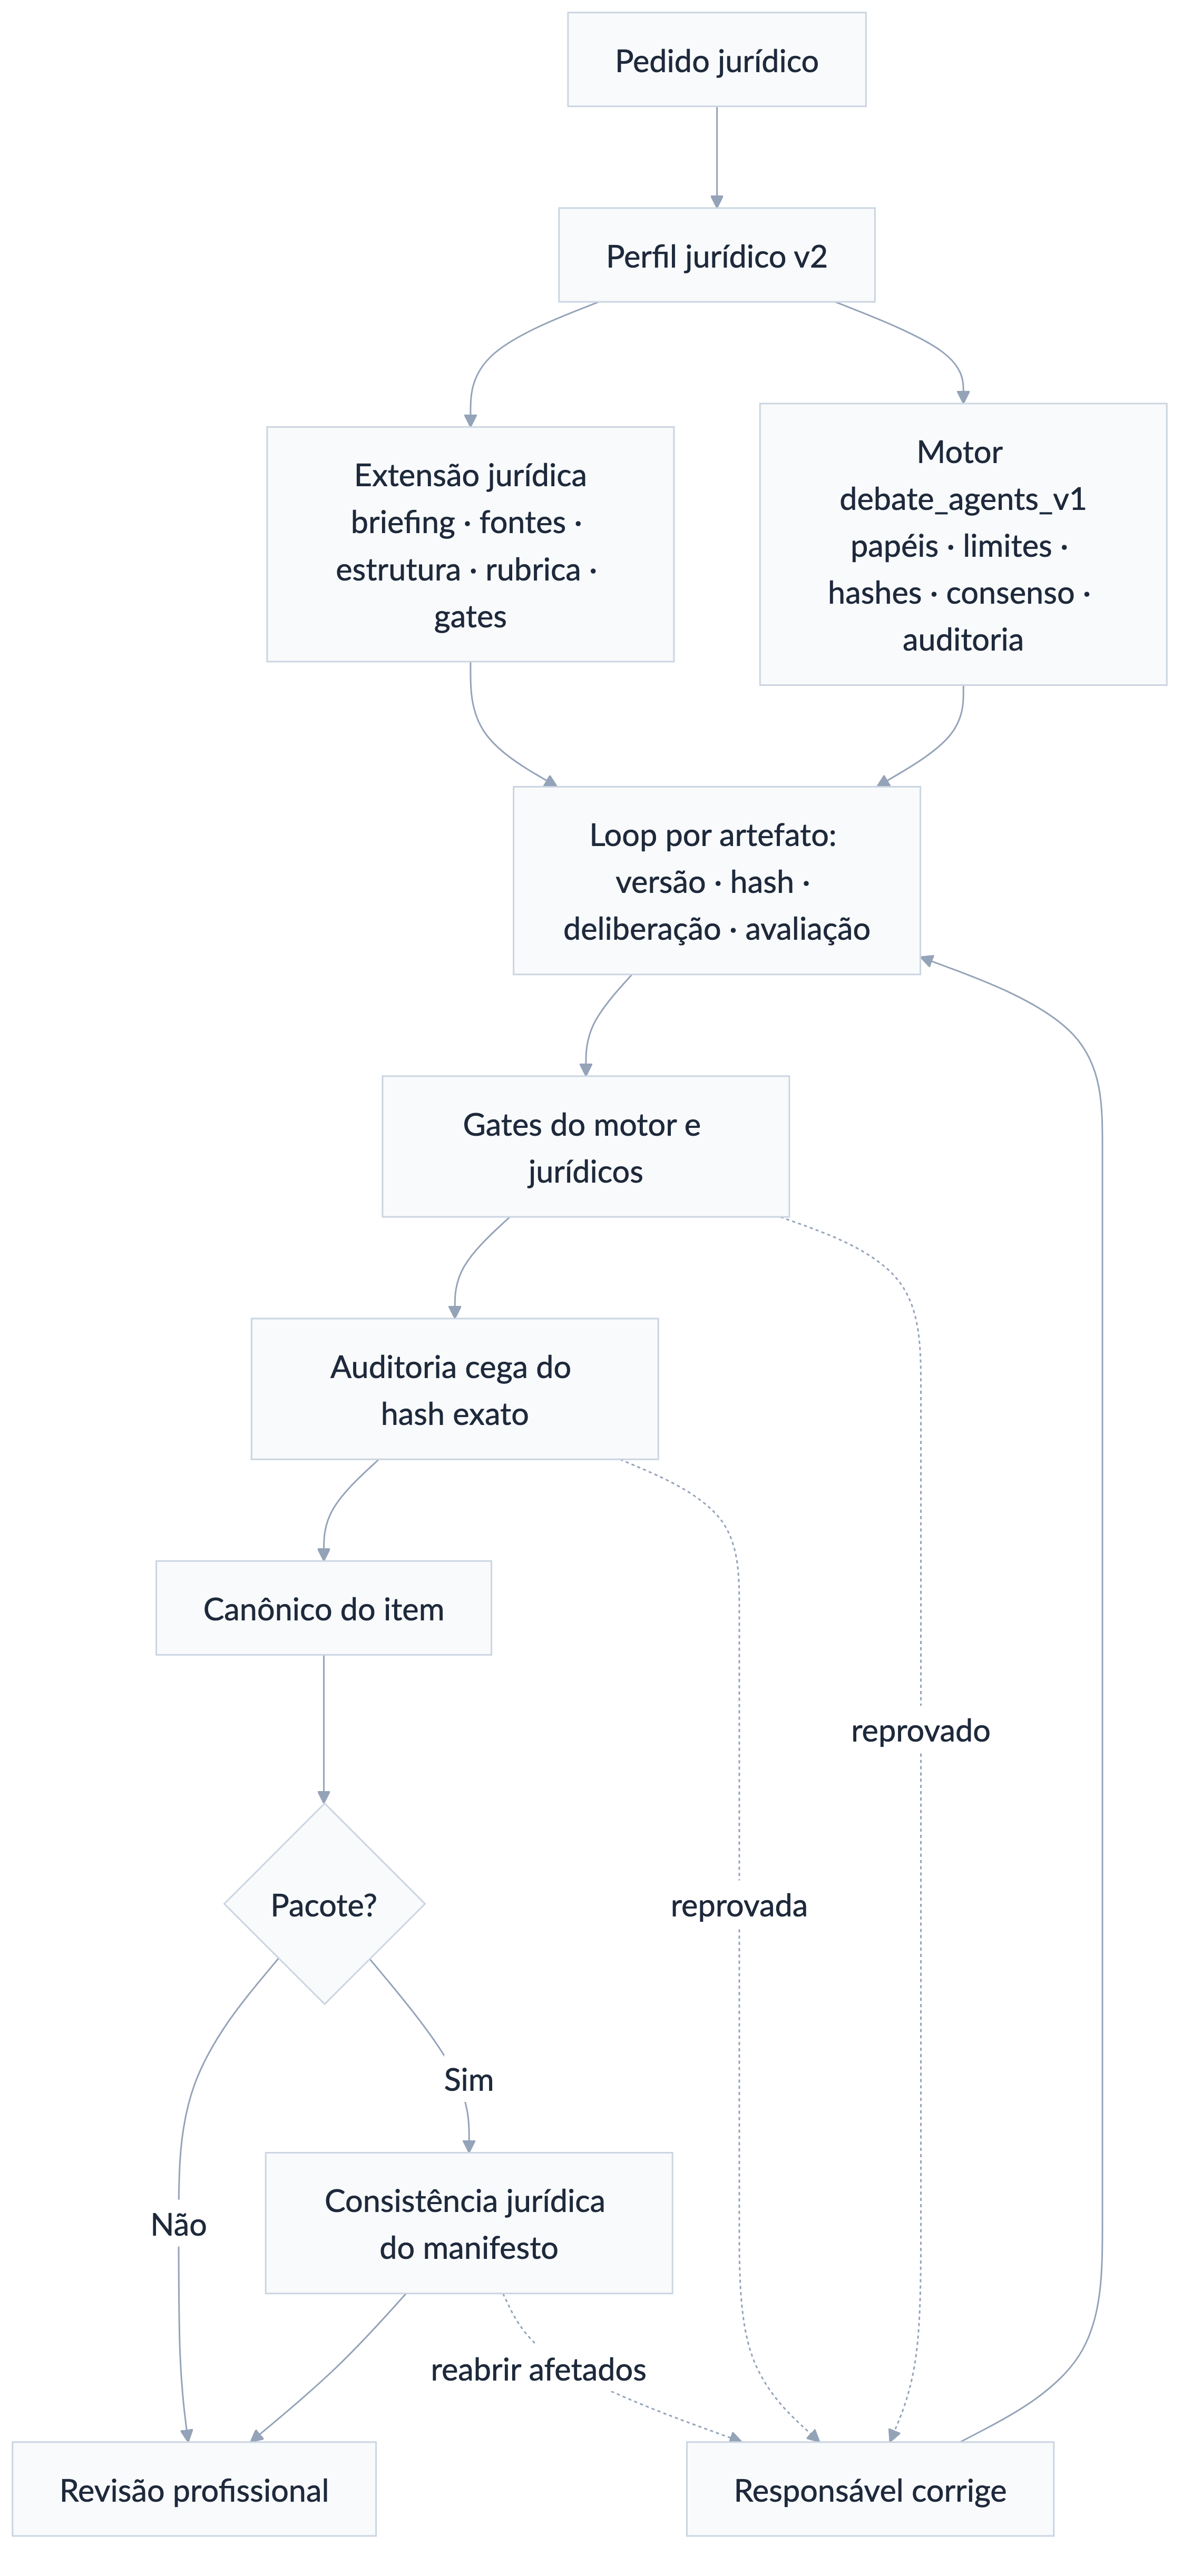 Pedido jurídico
Perfil jurídico v2
Extensão jurídica
briefing · fontes ·
estrutura · rubrica ·
gates
Motor
debate_agents_v1
papéis · limites ·
hashes · consenso ·
auditoria
Loop por artefato:
versão · hash ·
deliberação · avaliação
Gates do motor e
jurídicos
Auditoria cega do
hash exato
Canônico do item
reprovado
Pacote?
reprovada
Sim
Não
Consistência jurídica
do manifesto
reabrir afetados
Revisão profissional
Responsável corrige